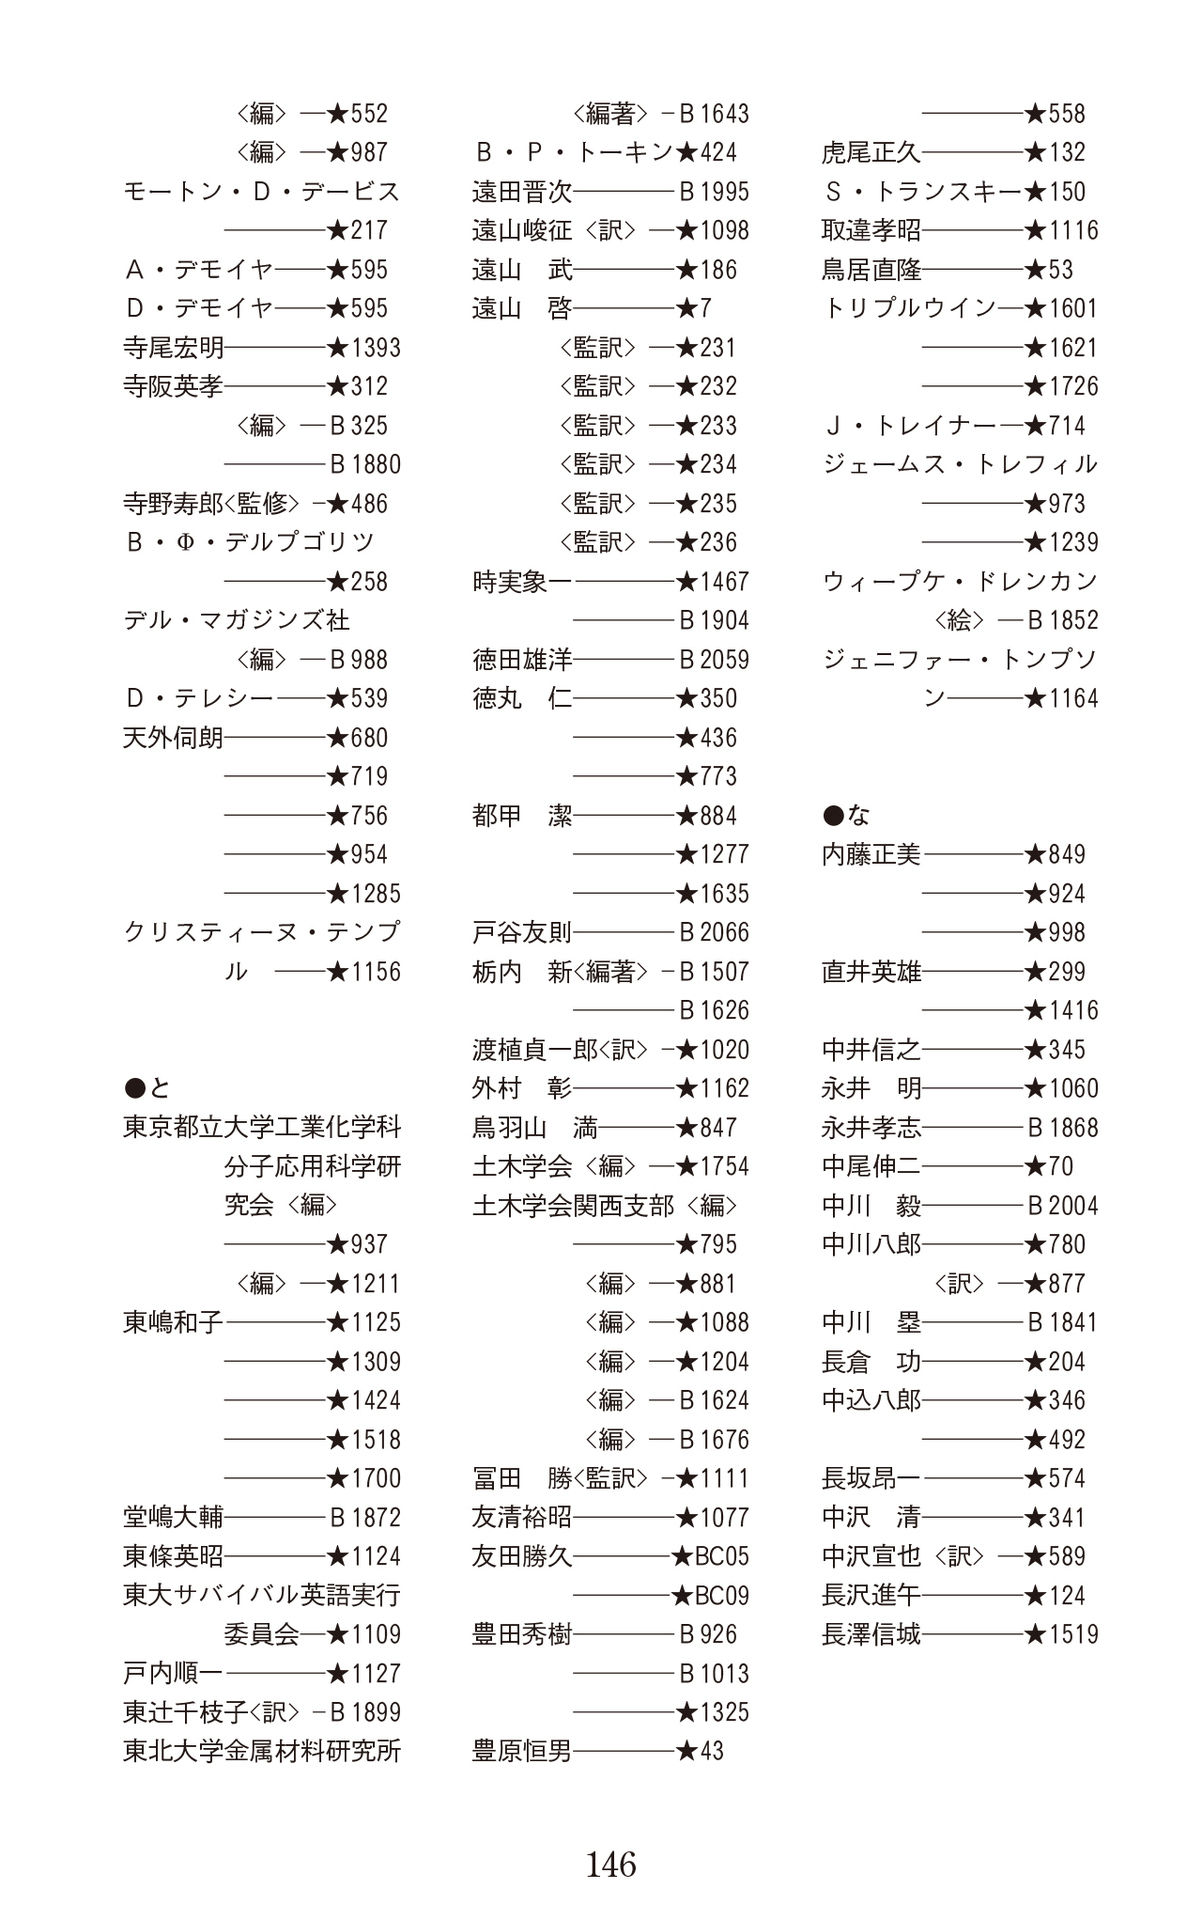 〈編〉 —★552
〈編〉 —★987
モートン・Ｄ・デービス
————★217
Ａ・デモイヤ——★595
Ｄ・デモイヤ——★595
寺尾宏明————★1393
寺阪英孝————★312
〈編〉 —Ｂ325
————Ｂ1880
寺野寿郎〈監修〉 –★486
Ｂ・Φ・デルプゴリツ
————★258
デル・マガジンズ社
〈編〉 —Ｂ988
Ｄ・テレシー——★539
天外伺朗————★680
————★719
————★756
————★954
————★1285
クリスティーヌ・テンプ
ル　——★1156
●と
東京都立大学工業化学科
分子応用科学研
究会 〈編〉
————★937
〈編〉 —★1211
東嶋和子————★1125
————★1309
————★1424
————★1518
————★1700
堂嶋大輔————Ｂ1872
東條英昭————★1124
東大サバイバル英語実行
委員会—★1109
戸内順一————★1127
東辻千枝子〈訳〉 –Ｂ1899
東北大学金属材料研究所
〈編著〉 –Ｂ1643
Ｂ・Ｐ・トーキン★424
遠田晋次————Ｂ1995
遠山峻征 〈訳〉 —★1098
遠山　武————★186
遠山　啓————★7
〈監訳〉 —★231
〈監訳〉 —★232
〈監訳〉 —★233
〈監訳〉 —★234
〈監訳〉 —★235
〈監訳〉 —★236
時実象一————★1467
————Ｂ1904
徳田雄洋————Ｂ2059
徳丸　仁————★350
————★436
————★773
都甲　潔————★884
————★1277
————★1635
戸谷友則————Ｂ2066
栃内　新〈編著〉 –Ｂ1507
————Ｂ1626
渡植貞一郎〈訳〉 –★1020
外村　彰————★1162
鳥羽山　満———★847
土木学会 〈編〉 —★1754
土木学会関西支部 〈編〉
————★795
〈編〉 —★881
〈編〉 —★1088
〈編〉 —★1204
〈編〉 —Ｂ1624
〈編〉 —Ｂ1676
冨田　勝〈監訳〉 –★1111
友清裕昭————★1077
友田勝久————★BC05
————★BC09
豊田秀樹————Ｂ926
————Ｂ1013
————★1325
豊原恒男————★43
————★558
虎尾正久————★132
Ｓ・トランスキー★150
取違孝昭————★1116
鳥居直隆————★53
トリプルウイン—★1601
————★1621
————★1726
Ｊ・トレイナー—★714
ジェームス・トレフィル
————★973
————★1239
ウィープケ・ドレンカン
〈絵〉 —Ｂ1852
ジェニファー・トンプソ
ン———★1164
●な
内藤正美————★849
————★924
————★998
直井英雄————★299
————★1416
中井信之————★345
永井　明————★1060
永井孝志————Ｂ1868
中尾伸二————★70
中川　毅————Ｂ2004
中川八郎————★780
〈訳〉 —★877
中川　塁————Ｂ1841
長倉　功————★204
中込八郎————★346
————★492
長坂昂一————★574
中沢　清————★341
中沢宣也 〈訳〉 —★589
長沢進午————★124
長澤信城————★1519
146